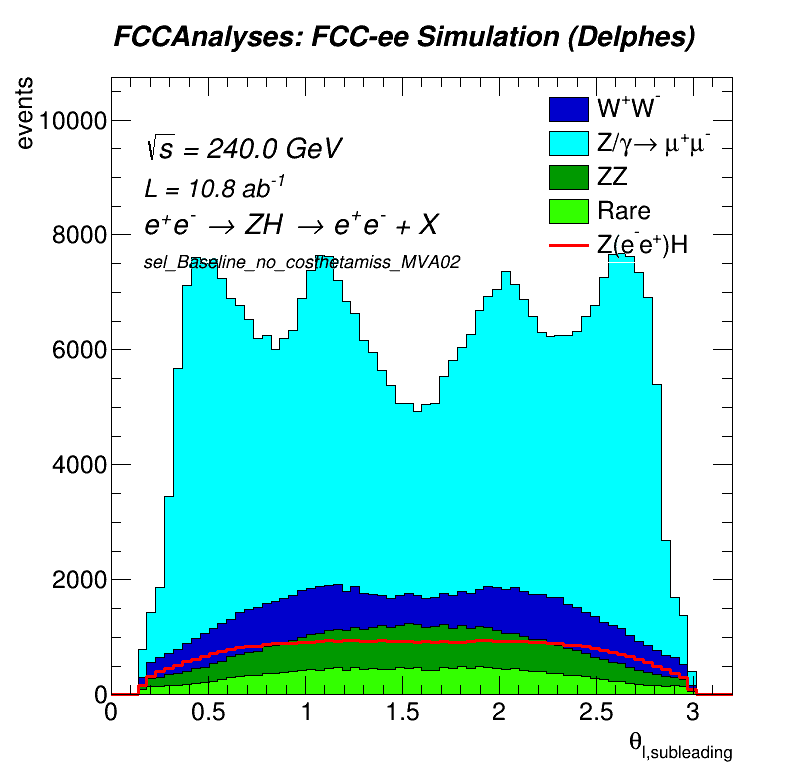 FCCAnalyses: FCC-ee Simulation (Delphes)
events
10000
8000
6000
4000
2000
0
√s = 240.0 GeV
L = 10.8 ab⁻¹
e⁺e⁻ → ZH → e⁺e⁻ + X
sel_Baseline_no_costhetamiss_MVA02
W⁺W⁻
Z/γ→ μ⁺μ⁻
ZZ
Rare
Z(e⁻e⁺)H
0 0.5 1 1.5 2 2.5 3
θl,subleading